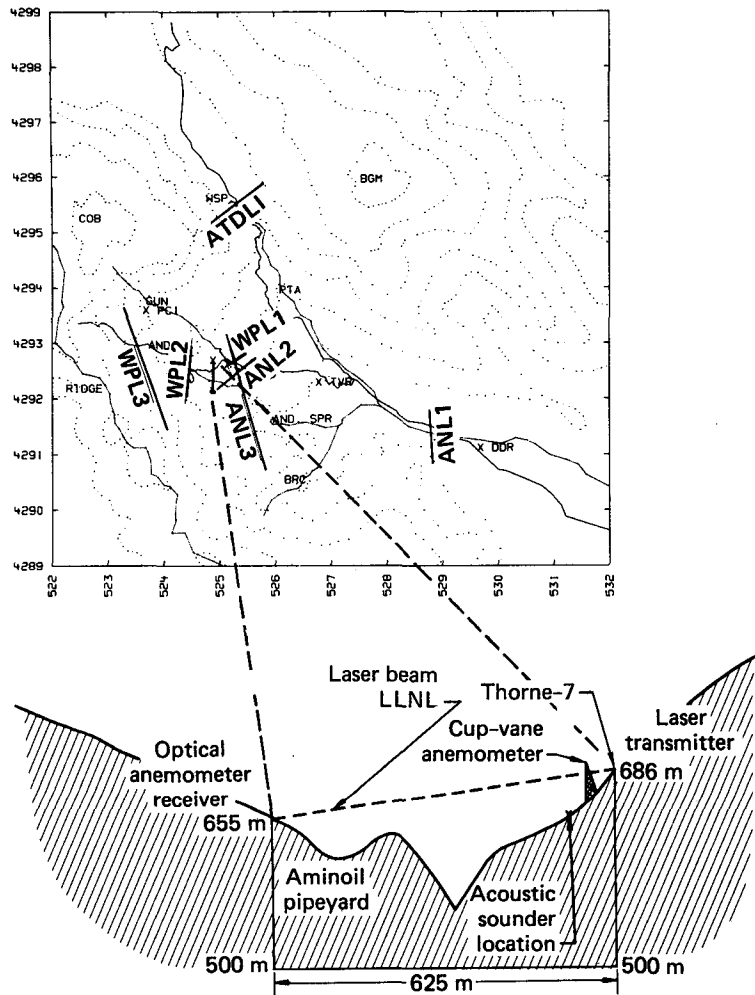 4299
4298
4297
4296
4295
4294
4293
4292
4291
4290
4289
BGM
WSP
ATDL1
COB
PTA
GUN
PCI
AND
WPL1
WPL2
ANL2
WPL3
RIDGE
TVR
ANL3
AND SPR
ANL1
DDR
BRC
522
523
524
525
526
527
528
529
530
531
532
Laser beam
LLNL
Thorne-7
Laser
transmitter
Cup-vane
anemometer
Optical
anemometer
receiver
686 m
655 m
Aminoil
pipeyard
Acoustic
sounder
location
500 m
500 m
625 m